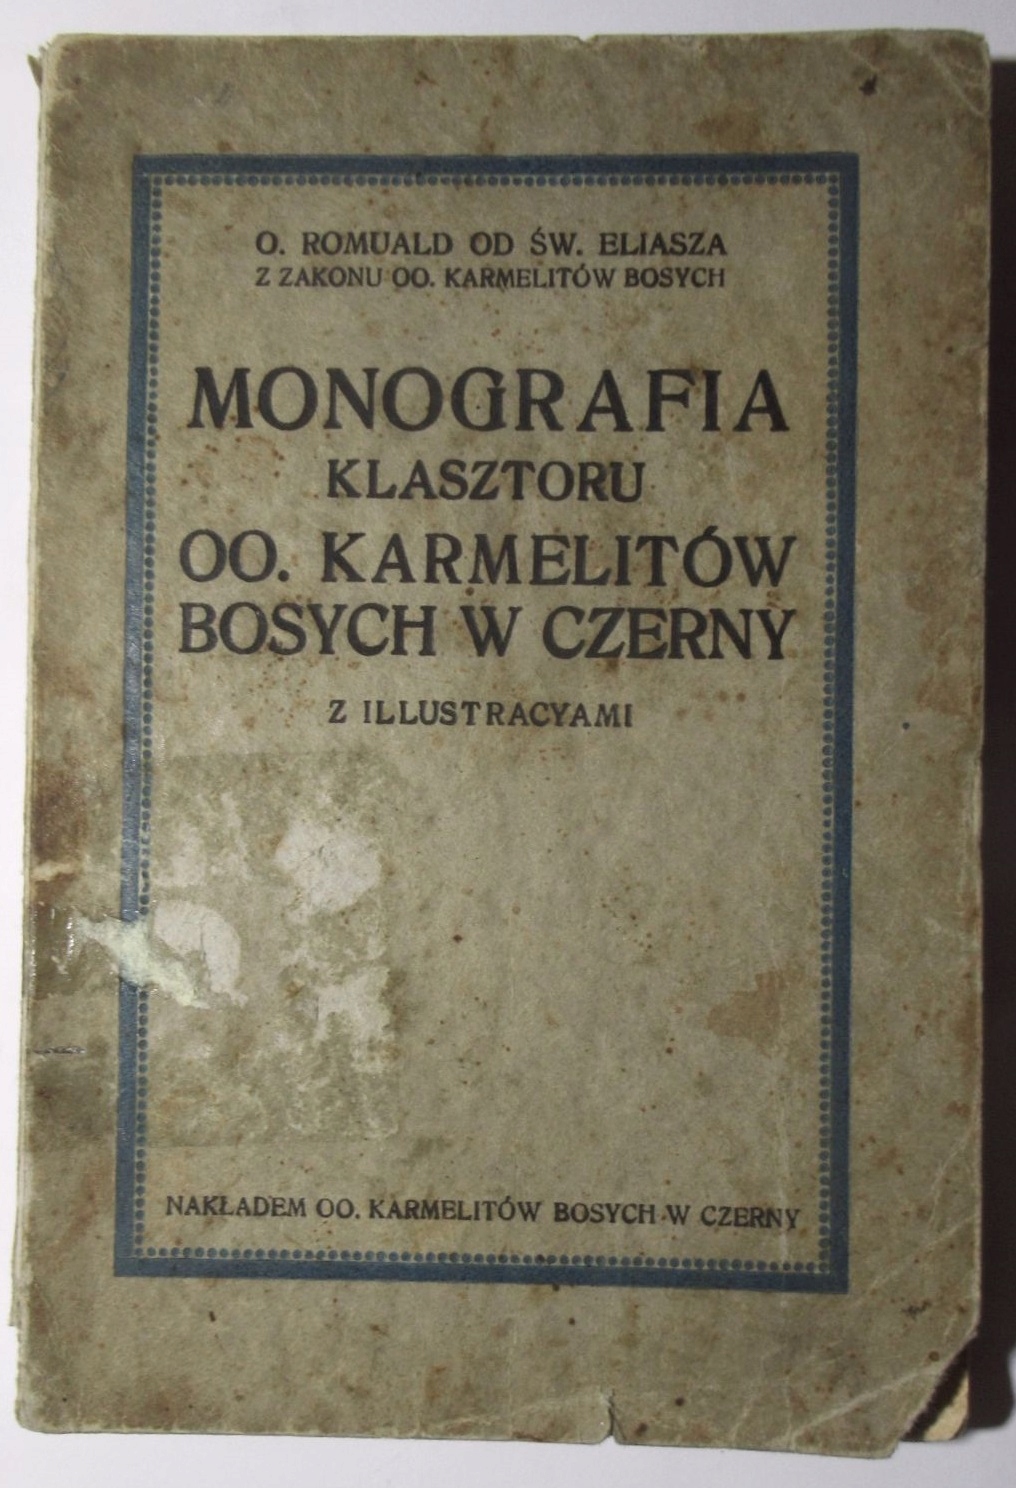 O. ROMUALD OD ŚW. ELIASZA
Z ZAKONU OO. KARMELITÓW BOSYCH
MONOGRAFIA
KLASZTORU
OO. KARMELITÓW
BOSYCH W CZERNY
Z ILLUSTRACYAMI
NAKŁADEM OO. KARMELITÓW BOSYCH W CZERNY